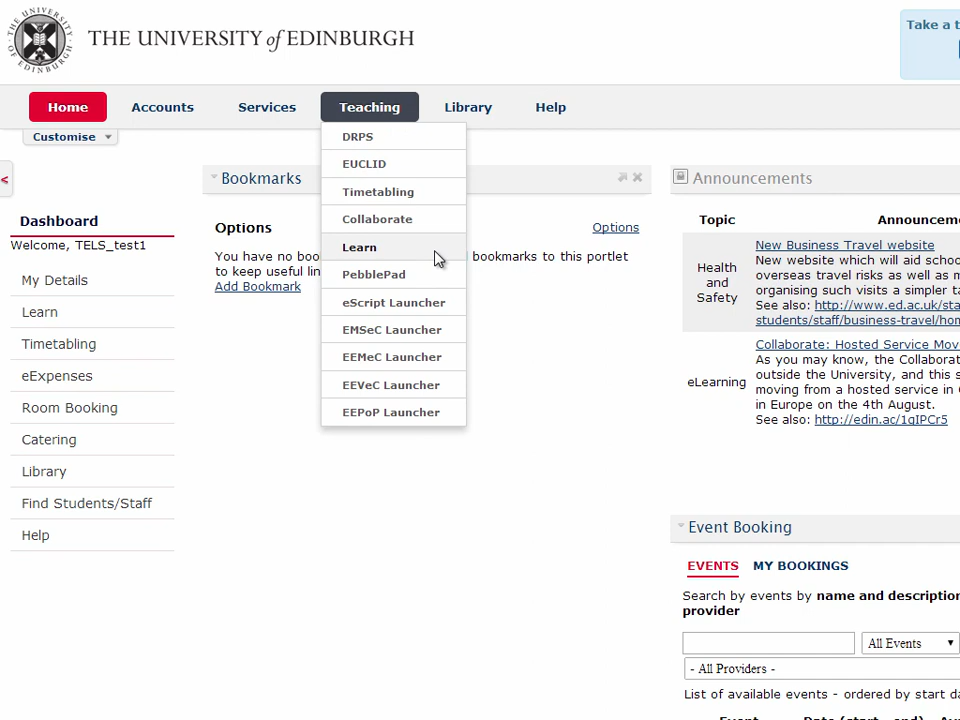 THE UNIVERSITY of EDINBURGH
Take a t
Home
Accounts
Services
Teaching
Library
Help
Customise
DRPS
EUCLID
Timetabling
Collaborate
Learn
PebblePad
eScript Launcher
EMSeC Launcher
EEMeC Launcher
EEVeC Launcher
EEPoP Launcher
<
Dashboard
Welcome, TELS_test1
My Details
Learn
Timetabling
eExpenses
Room Booking
Catering
Library
Find Students/Staff
Help
Bookmarks
Options
Options
You have no boo
bookmarks to this portlet
to keep useful lin
Add Bookmark
Announcements
Topic
Announceme
Health
and
Safety
New Business Travel website
New website which will aid schoo
overseas travel risks as well as m
organising such visits a simpler ta
See also: http://www.ed.ac.uk/sta
students/staff/business-travel/hom
eLearning
Collaborate: Hosted Service Mov
As you may know, the Collaborat
outside the University, and this s
moving from a hosted service in C
in Europe on the 4th August.
See also: http://edin.ac/1qIPCr5
Event Booking
EVENTS
MY BOOKINGS
Search by events by name and description
provider
All Events
- All Providers -
List of available events - ordered by start da